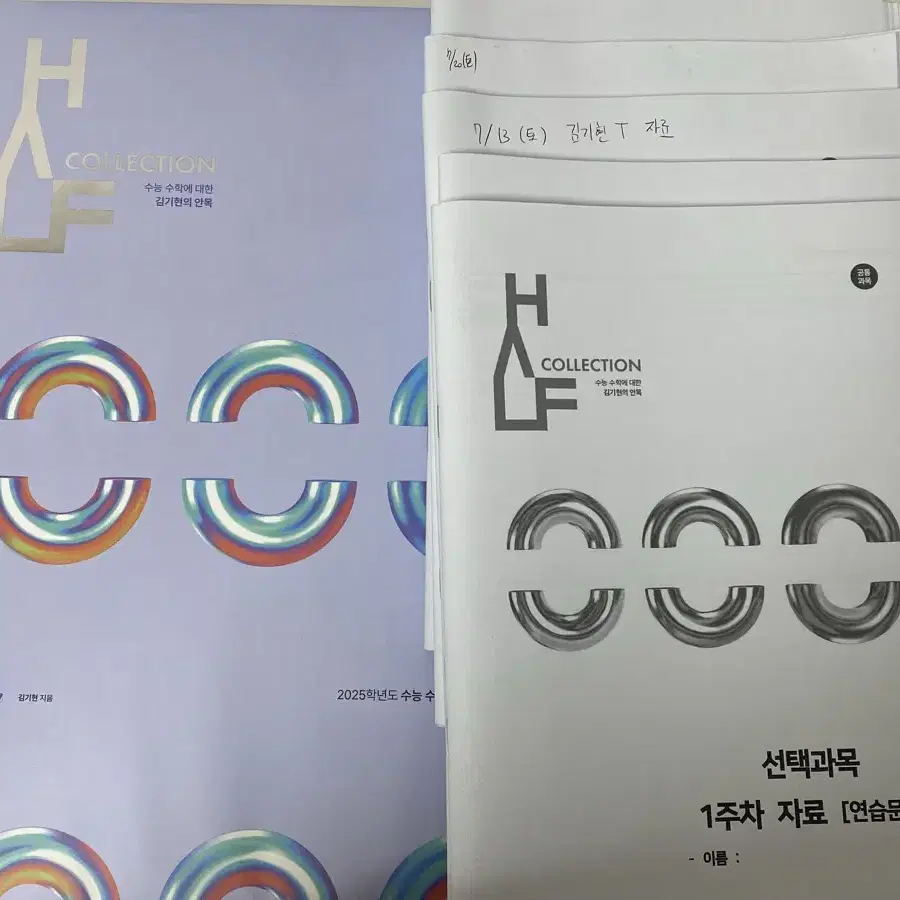 HALF
COLLECTION
수능 수학에 대한
김기현의 안목
김기현 지음
2025학년도 수능 수
7/20(토)
7/13 (토) 김기현 T 자료
공통
과목
HALF
COLLECTION
수능 수학에 대한
김기현의 안목
선택과목
1주차 자료 [연습문
- 이름 :